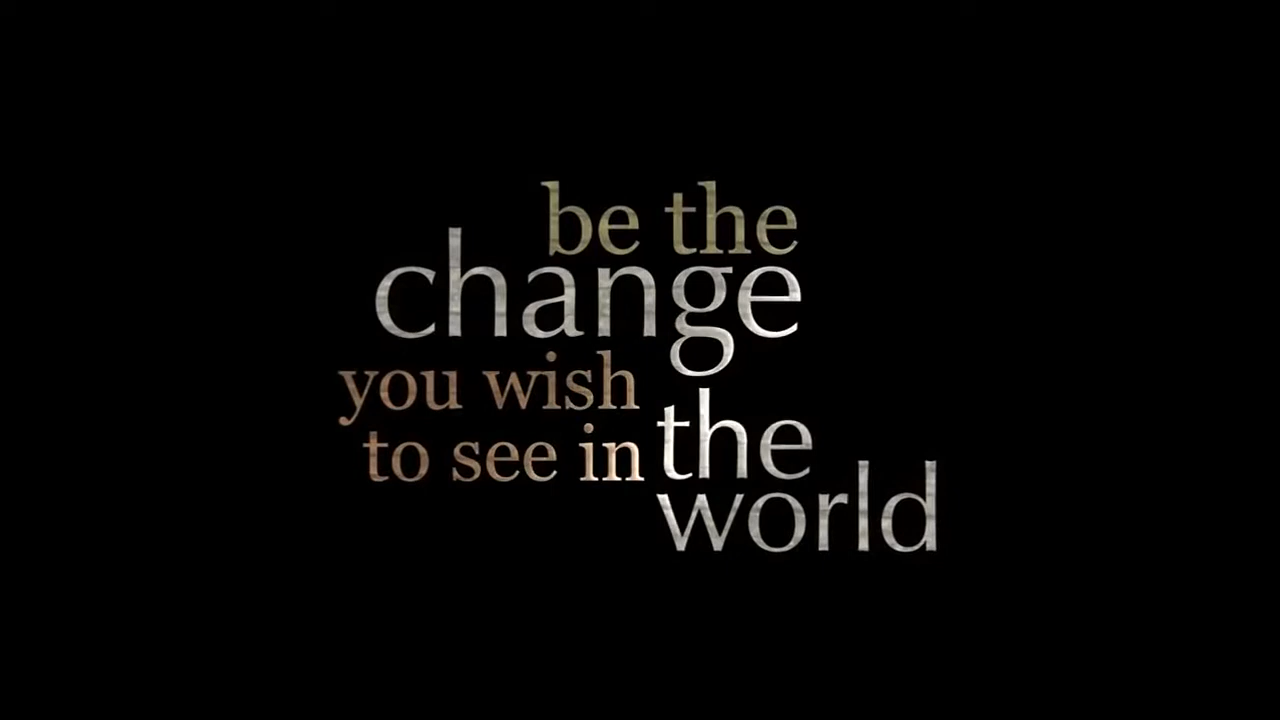 be the
change
you wish
to see in
the
world